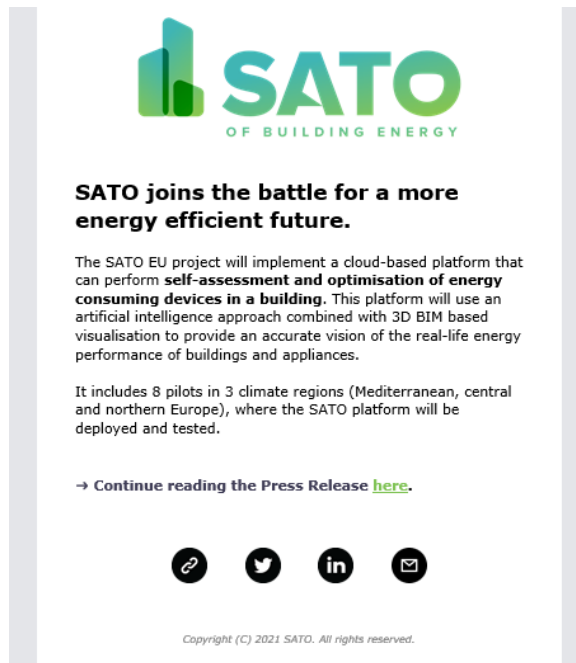 SATO
OF BUILDING ENERGY
SATO joins the battle for a more
energy efficient future.
The SATO EU project will implement a cloud-based platform that
can perform self-assessment and optimisation of energy
consuming devices in a building. This platform will use an
artificial intelligence approach combined with 3D BIM based
visualisation to provide an accurate vision of the real-life energy
performance of buildings and appliances.
It includes 8 pilots in 3 climate regions (Mediterranean, central
and northern Europe), where the SATO platform will be
deployed and tested.
→ Continue reading the Press Release here.
in
Copyright (C) 2021 SATO. All rights reserved.